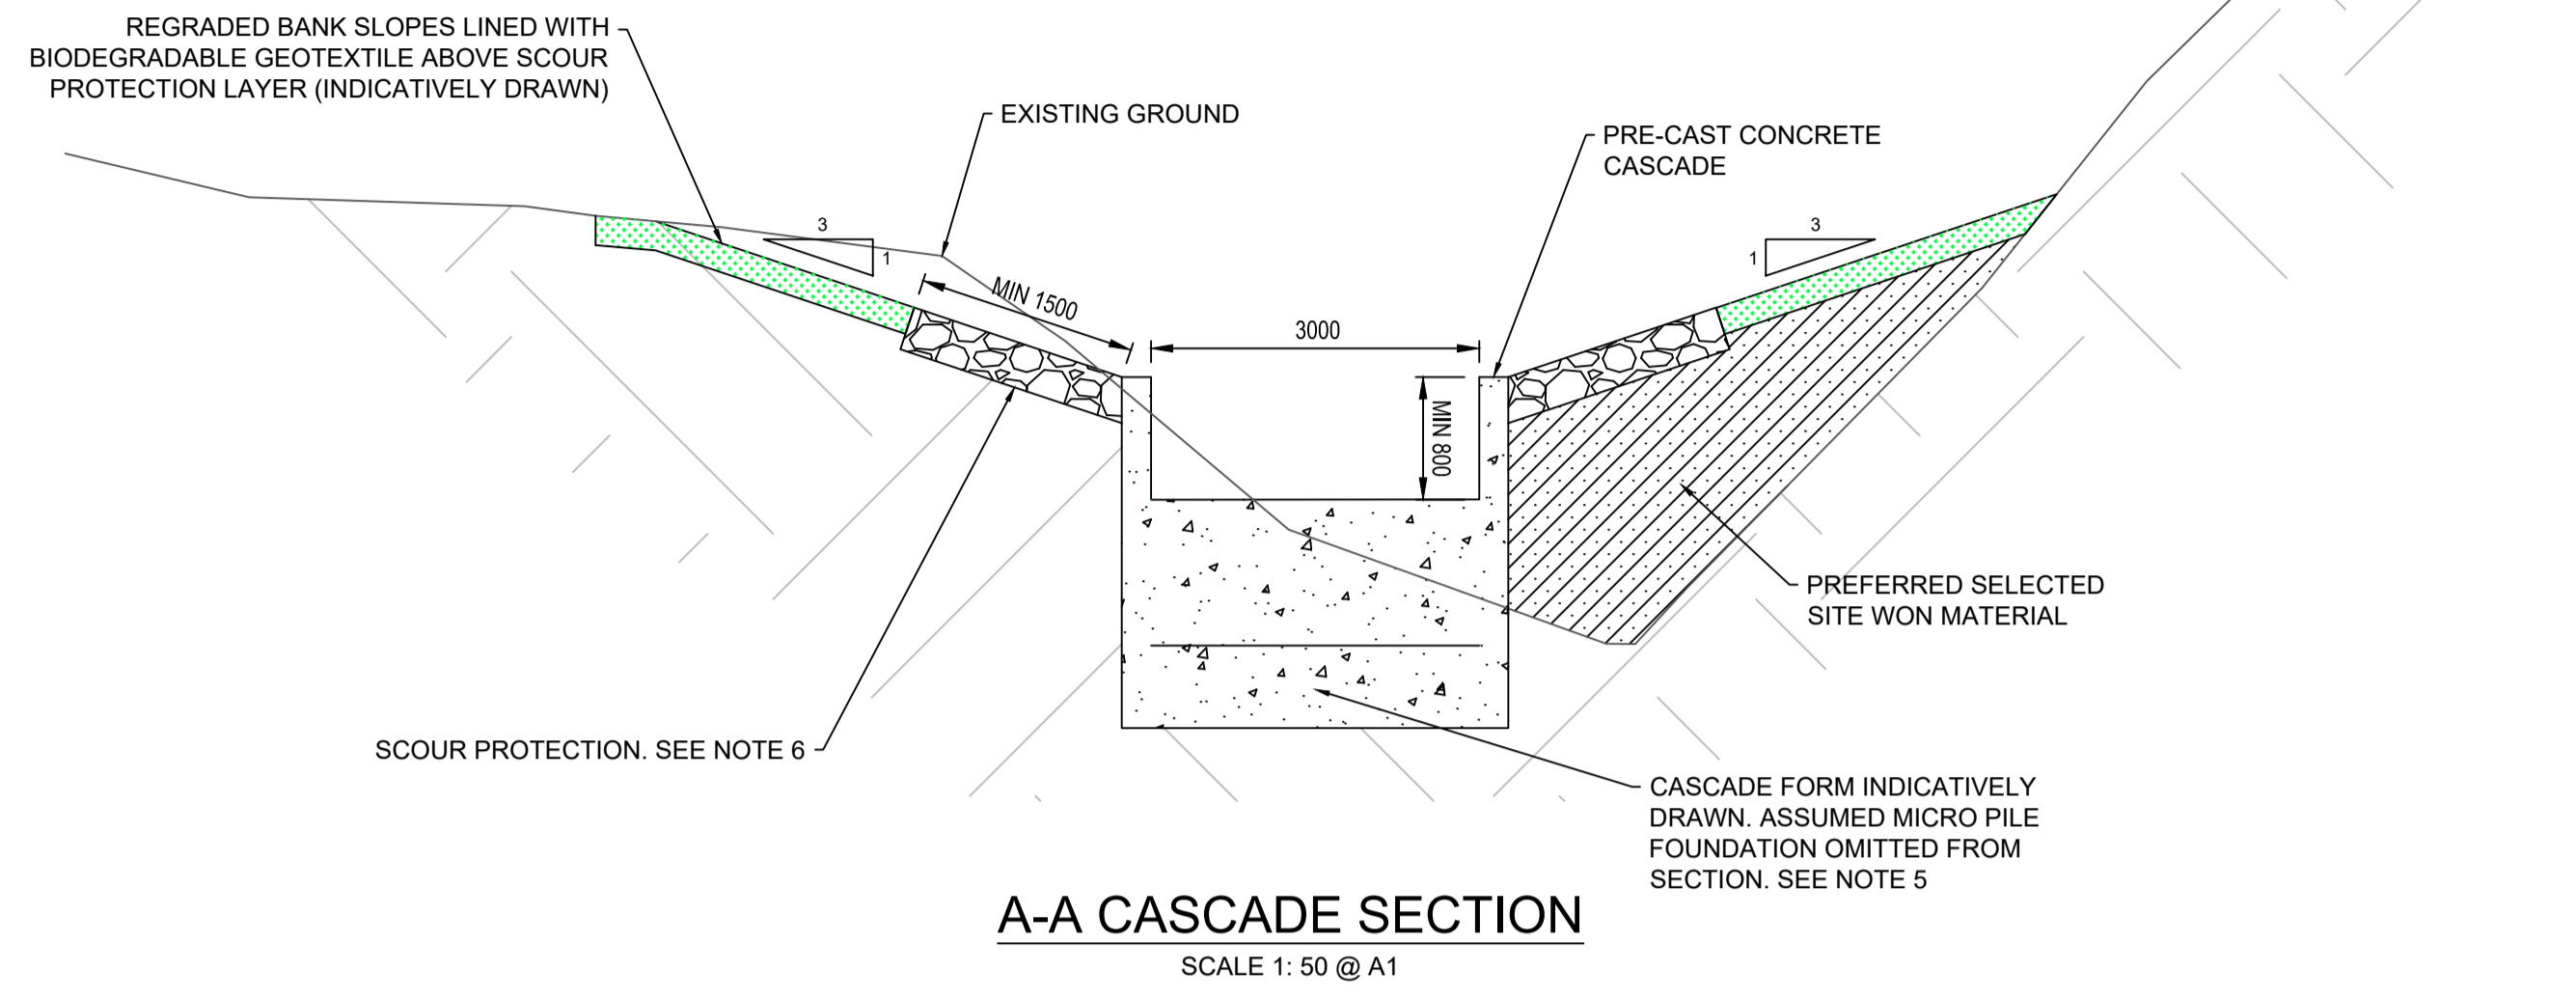 REGRADED BANK SLOPES LINED WITH
BIODEGRADABLE GEOTEXTILE ABOVE SCOUR
PROTECTION LAYER (INDICATIVELY DRAWN)
EXISTING GROUND
PRE-CAST CONCRETE
CASCADE
3
1
3
1
MIN 1500
3000
MIN 800
PREFERRED SELECTED
SITE WON MATERIAL
SCOUR PROTECTION. SEE NOTE 6
CASCADE FORM INDICATIVELY
DRAWN. ASSUMED MICRO PILE
FOUNDATION OMITTED FROM
SECTION. SEE NOTE 5
A-A CASCADE SECTION
SCALE 1: 50 @ A1